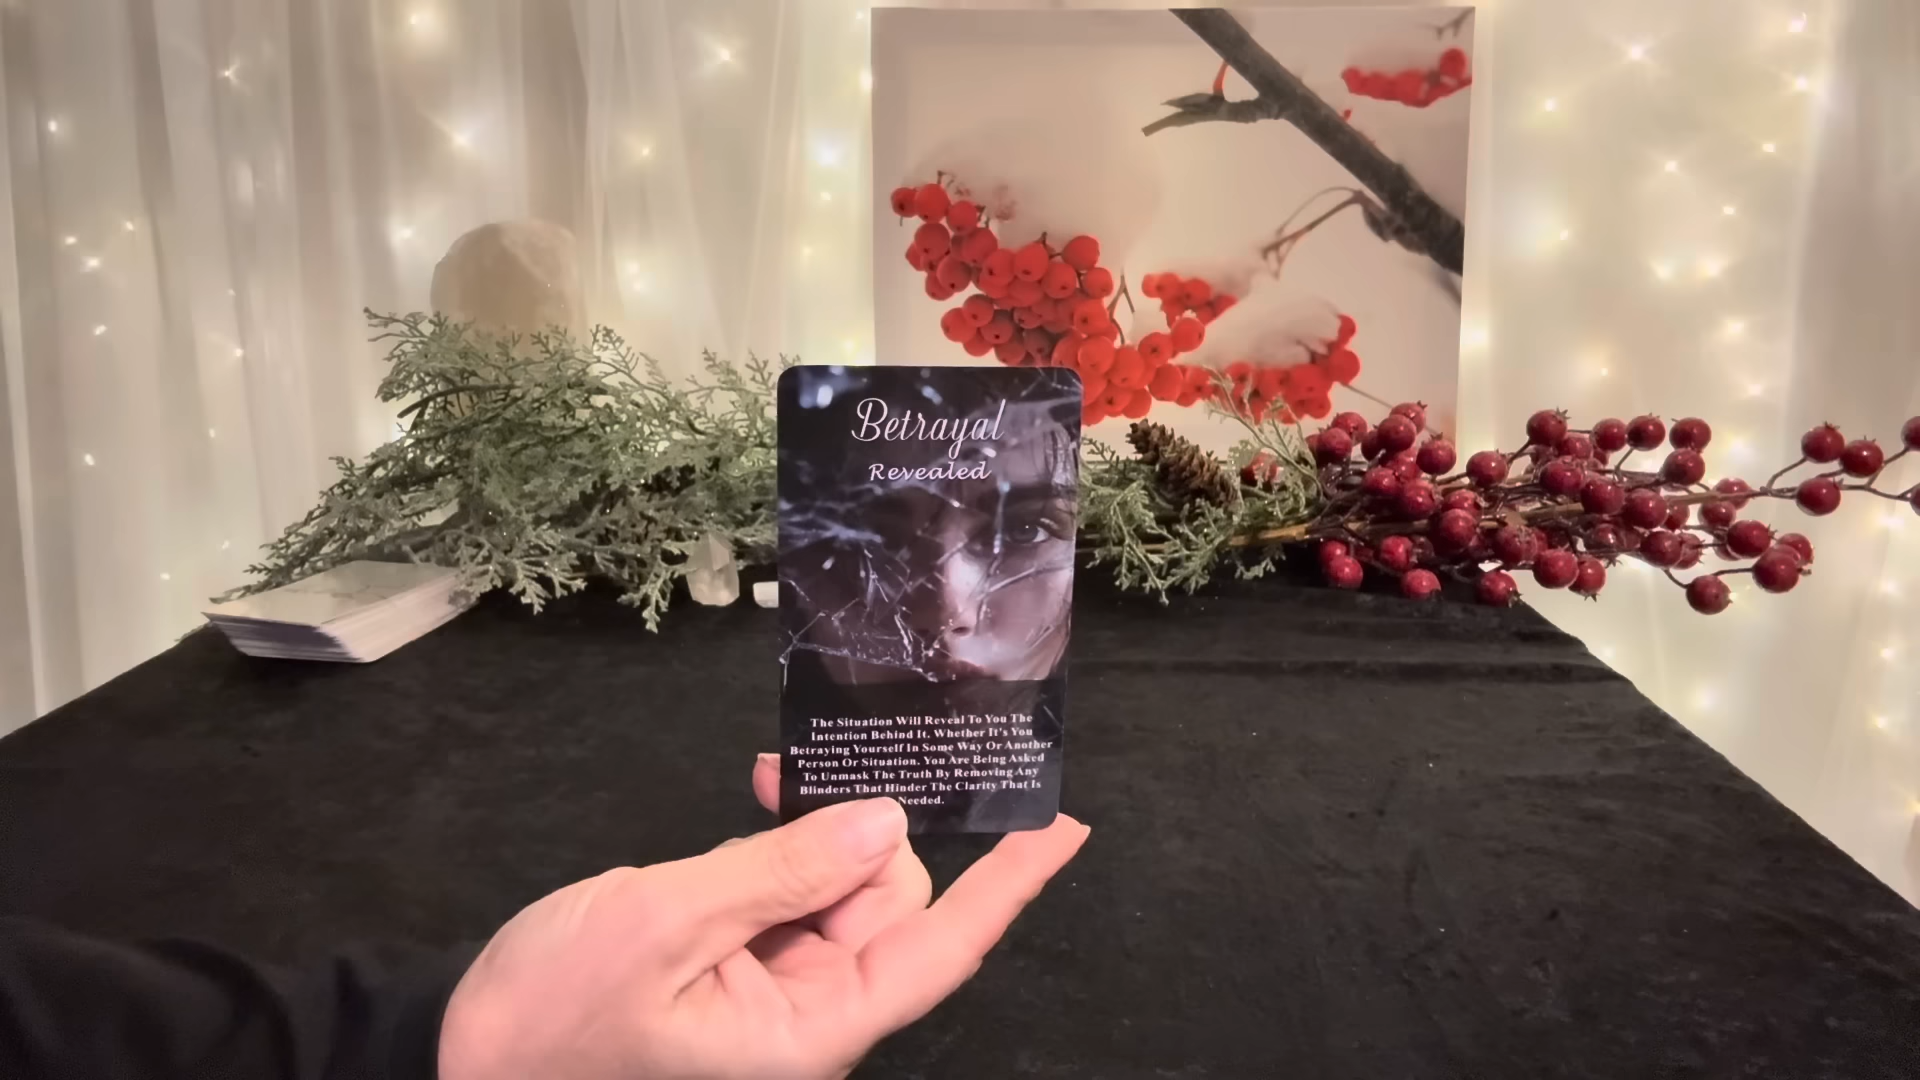 Betrayal
Revealed
The Situation Will Reveal To You The
Intention Behind It. Whether It's You
Betraying Yourself In Some Way Or Another
Person Or Situation. You Are Being Asked
To Unmask The Truth By Removing Any
Blinders That Hinder The Clarity That Is
Needed.